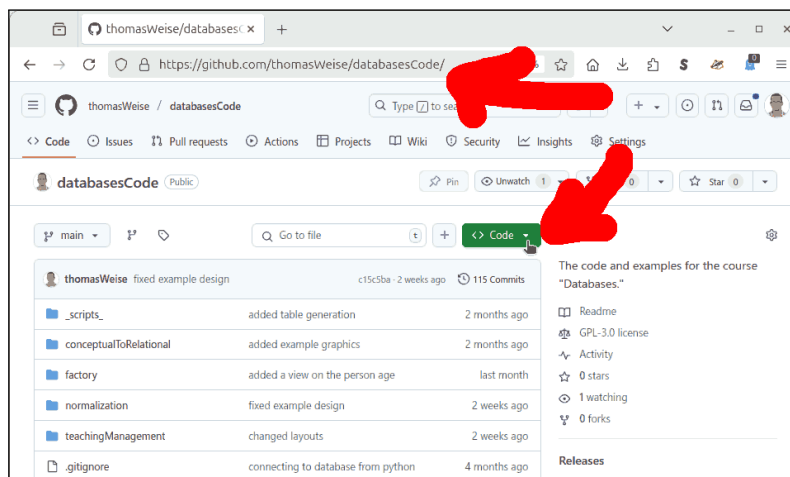 thomasWeise/databasesC
https://github.com/thomasWeise/databasesCode/
thomasWeise / databasesCode
Type / to sea
<> Code Issues Pull requests Actions Projects Wiki Security Insights Settings
databasesCode Public Pin Unwatch 1 0 Star 0
main Go to file t <> Code
thomasWeise fixed example design c15c5ba · 2 weeks ago 115 Commits
_scripts_ added table generation 2 months ago
conceptualToRelational added example graphics 2 months ago
factory added a view on the person age last month
normalization fixed example design 2 weeks ago
teachingManagement changed layouts 2 weeks ago
.gitignore connecting to database from python 4 months ago
The code and examples for the course
"Databases."
Readme
GPL-3.0 license
Activity
0 stars
1 watching
0 forks
Releases